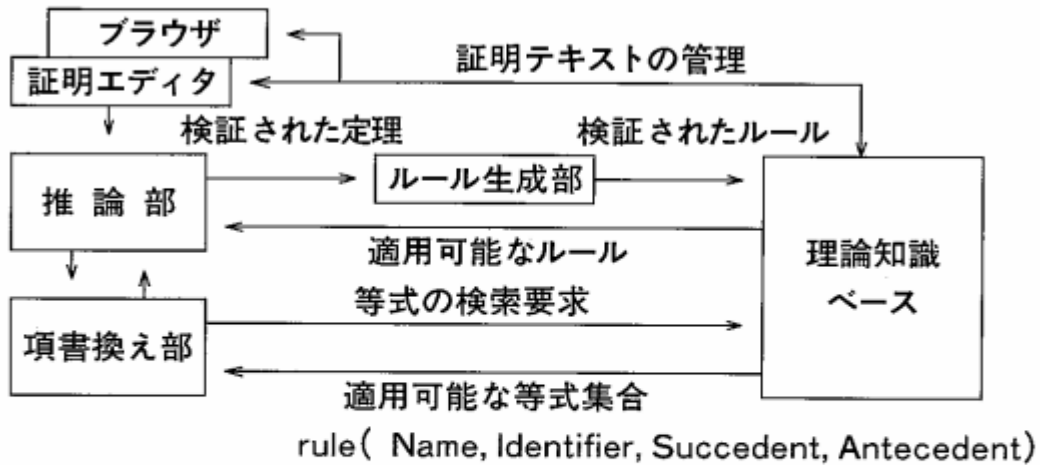 ブラウザ
証明エディタ
証明テキストの管理
検証された定理
検証されたルール
推論部
ルール生成部
適用可能なルール
理論知識
ベース
等式の検索要求
項書換え部
適用可能な等式集合
rule( Name, Identifier, Succedent, Antecedent)